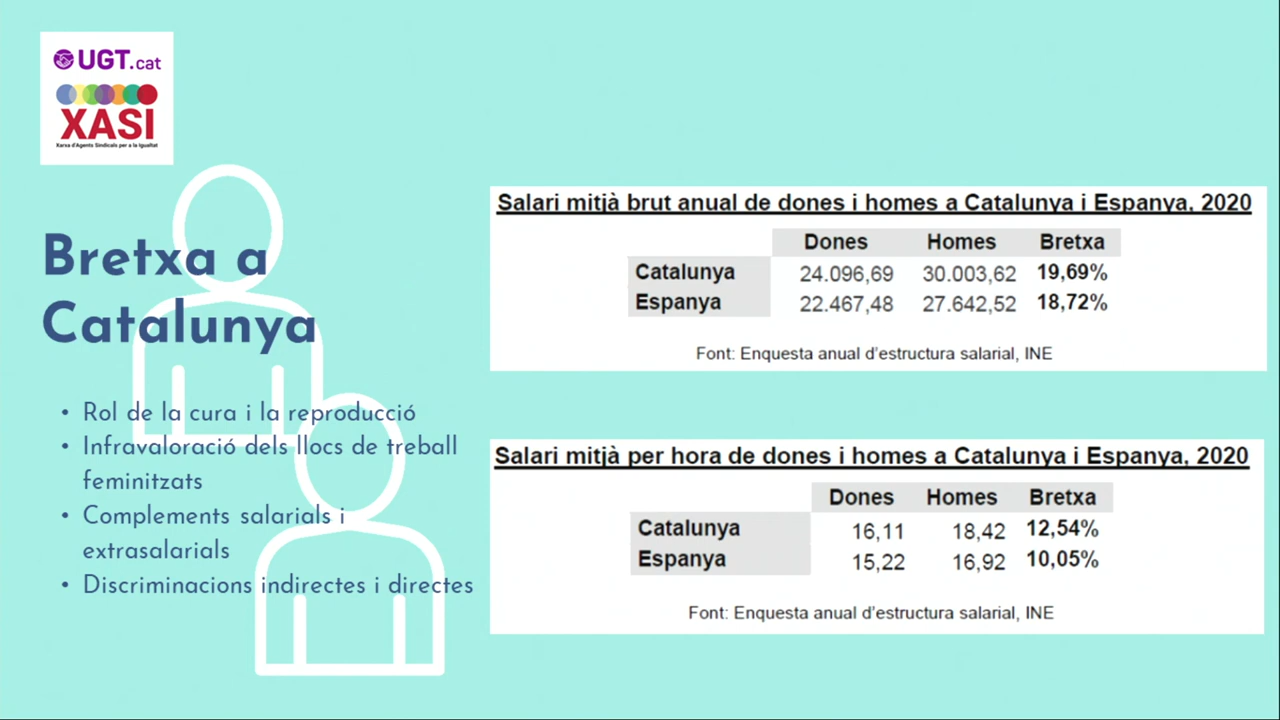 UGT.cat
XASI
Xarxa d'Agents Sindicals per a la Igualtat
Bretxa a
Catalunya
• Rol de la cura i la reproducció
• Infravaloració dels llocs de treball
feminitzats
• Complements salarials i
extrasalarials
• Discriminacions indirectes i directes
Salari mitjà brut anual de dones i homes a Catalunya i Espanya, 2020
Dones Homes Bretxa
Catalunya 24.096,69 30.003,62 19,69%
Espanya 22.467,48 27.642,52 18,72%
Font: Enquesta anual d'estructura salarial, INE
Salari mitjà per hora de dones i homes a Catalunya i Espanya, 2020
Dones Homes Bretxa
Catalunya 16,11 18,42 12,54%
Espanya 15,22 16,92 10,05%
Font: Enquesta anual d'estructura salarial, INE